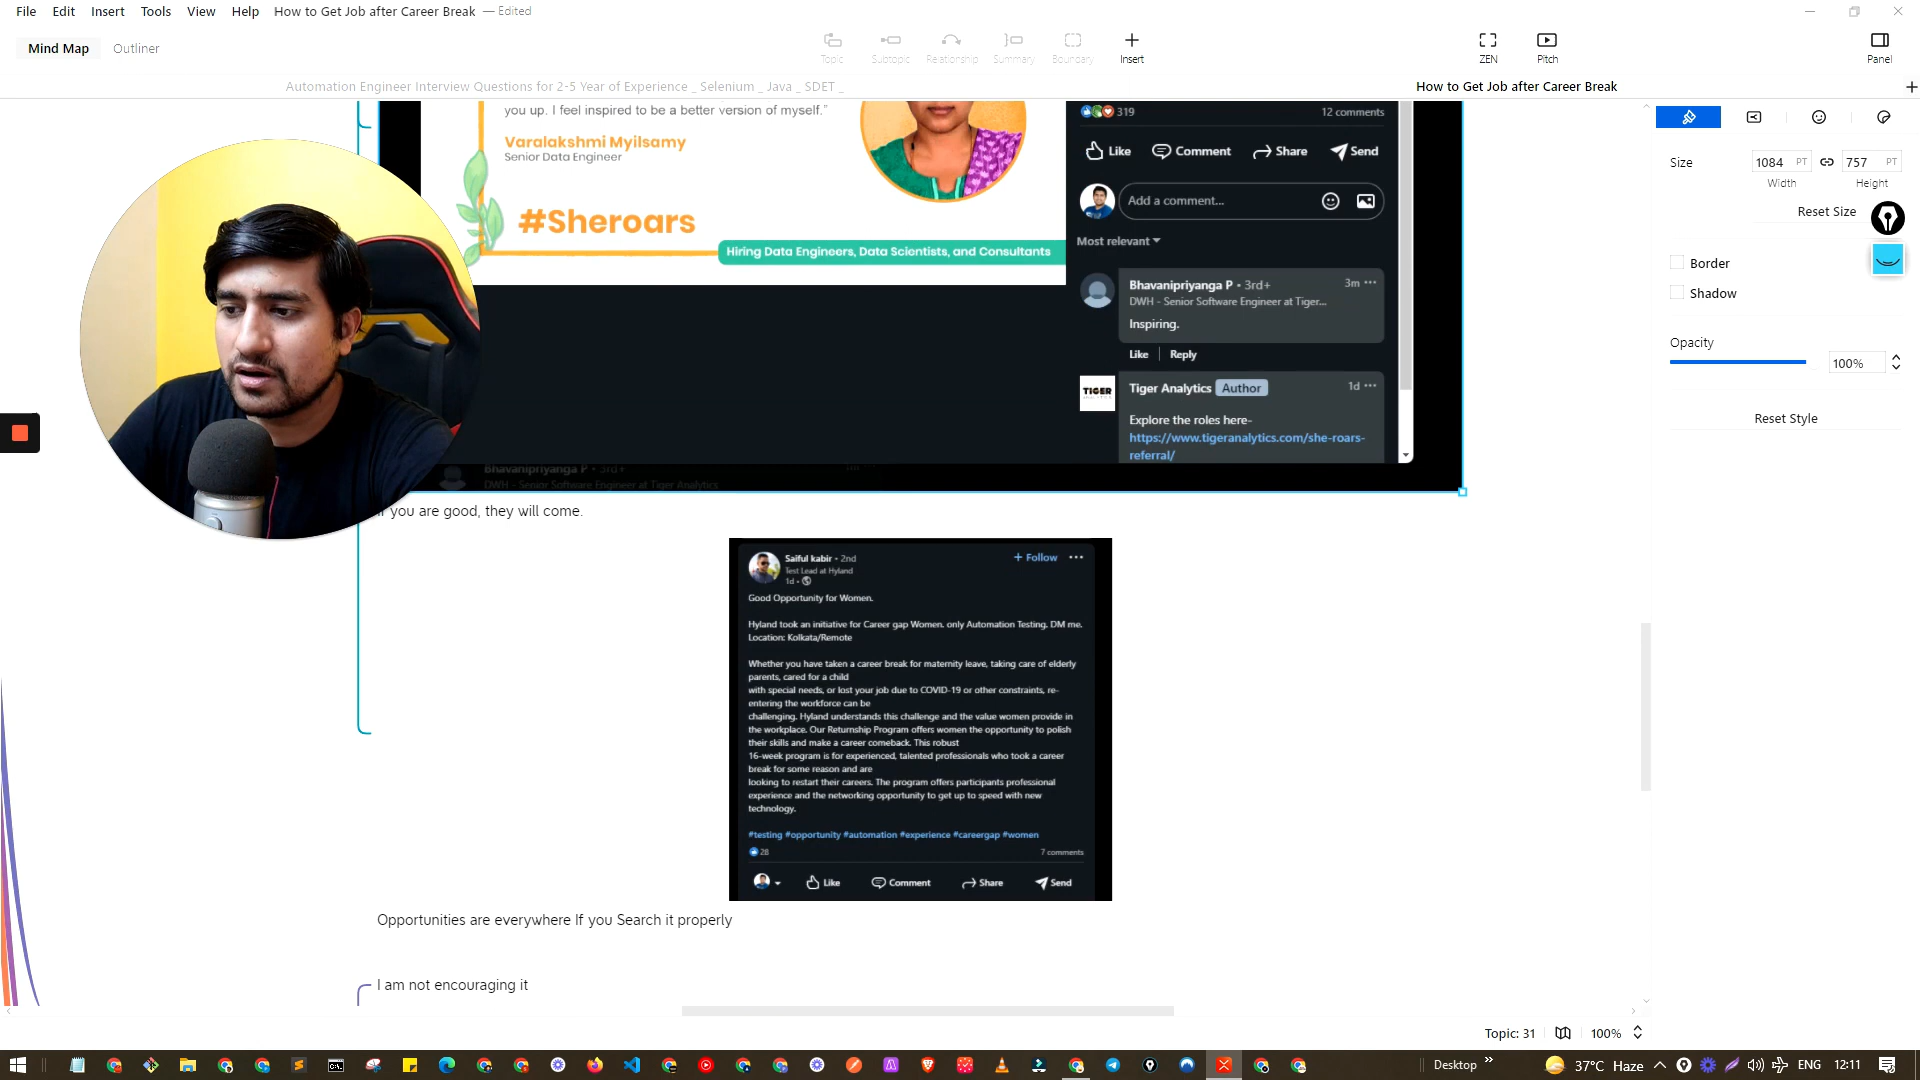 File Edit Insert Tools View Help How to Get Job after Career Break — Edited
Mind Map Outliner
Topic Subtopic Relationship Summary Boundary Insert ZEN Pitch Panel
Automation Engineer Interview Questions for 2-5 Year of Experience _ Selenium _ Java _ SDET _
How to Get Job after Career Break
you up. I feel inspired to be a better version of myself.”
Varalakshmi Myilsamy
Senior Data Engineer
#Sheroars
Hiring Data Engineers, Data Scientists, and Consultants
319 12 comments
Like Comment Share Send
Add a comment...
Most relevant
Bhavanipriyanga P • 3rd+ 3m
DWH - Senior Software Engineer at Tiger...
Inspiring.
Like Reply
TIGER
Tiger Analytics Author 1d
Explore the roles here-
https://www.tigeranalytics.com/she-roars-
referral/
Bhavanipriyanga P • 3rd+
DWH - Senior Software Engineer at Tiger Analytics
you are good, they will come.
Saiful kabir • 2nd
Test Lead at Hyland
1d •
+ Follow
Good Opportunity for Women.
Hyland took an initiative for Career gap Women. only Automation Testing. DM me.
Location: Kolkata/Remote
Whether you have taken a career break for maternity leave, taking care of elderly
parents, cared for a child
with special needs, or lost your job due to COVID-19 or other constraints, re-
entering the workforce can be
challenging. Hyland understands this challenge and the value women provide in
the workplace. Our Returnship Program offers women the opportunity to polish
their skills and make a career comeback. This robust
16-week program is for experienced, talented professionals who took a career
break for some reason and are
looking to restart their careers. The program offers participants professional
experience and the networking opportunity to get up to speed with new
technology.
#testing #opportunity #automation #experience #careergap #women
28 7 comments
Like Comment Share Send
Opportunities are everywhere If you Search it properly
I am not encouraging it
Size 1084 PT 757 PT
Width Height
Reset Size
Border
Shadow
Opacity
100%
Reset Style
Topic: 31 100%
Desktop 37°C Haze ENG 12:11